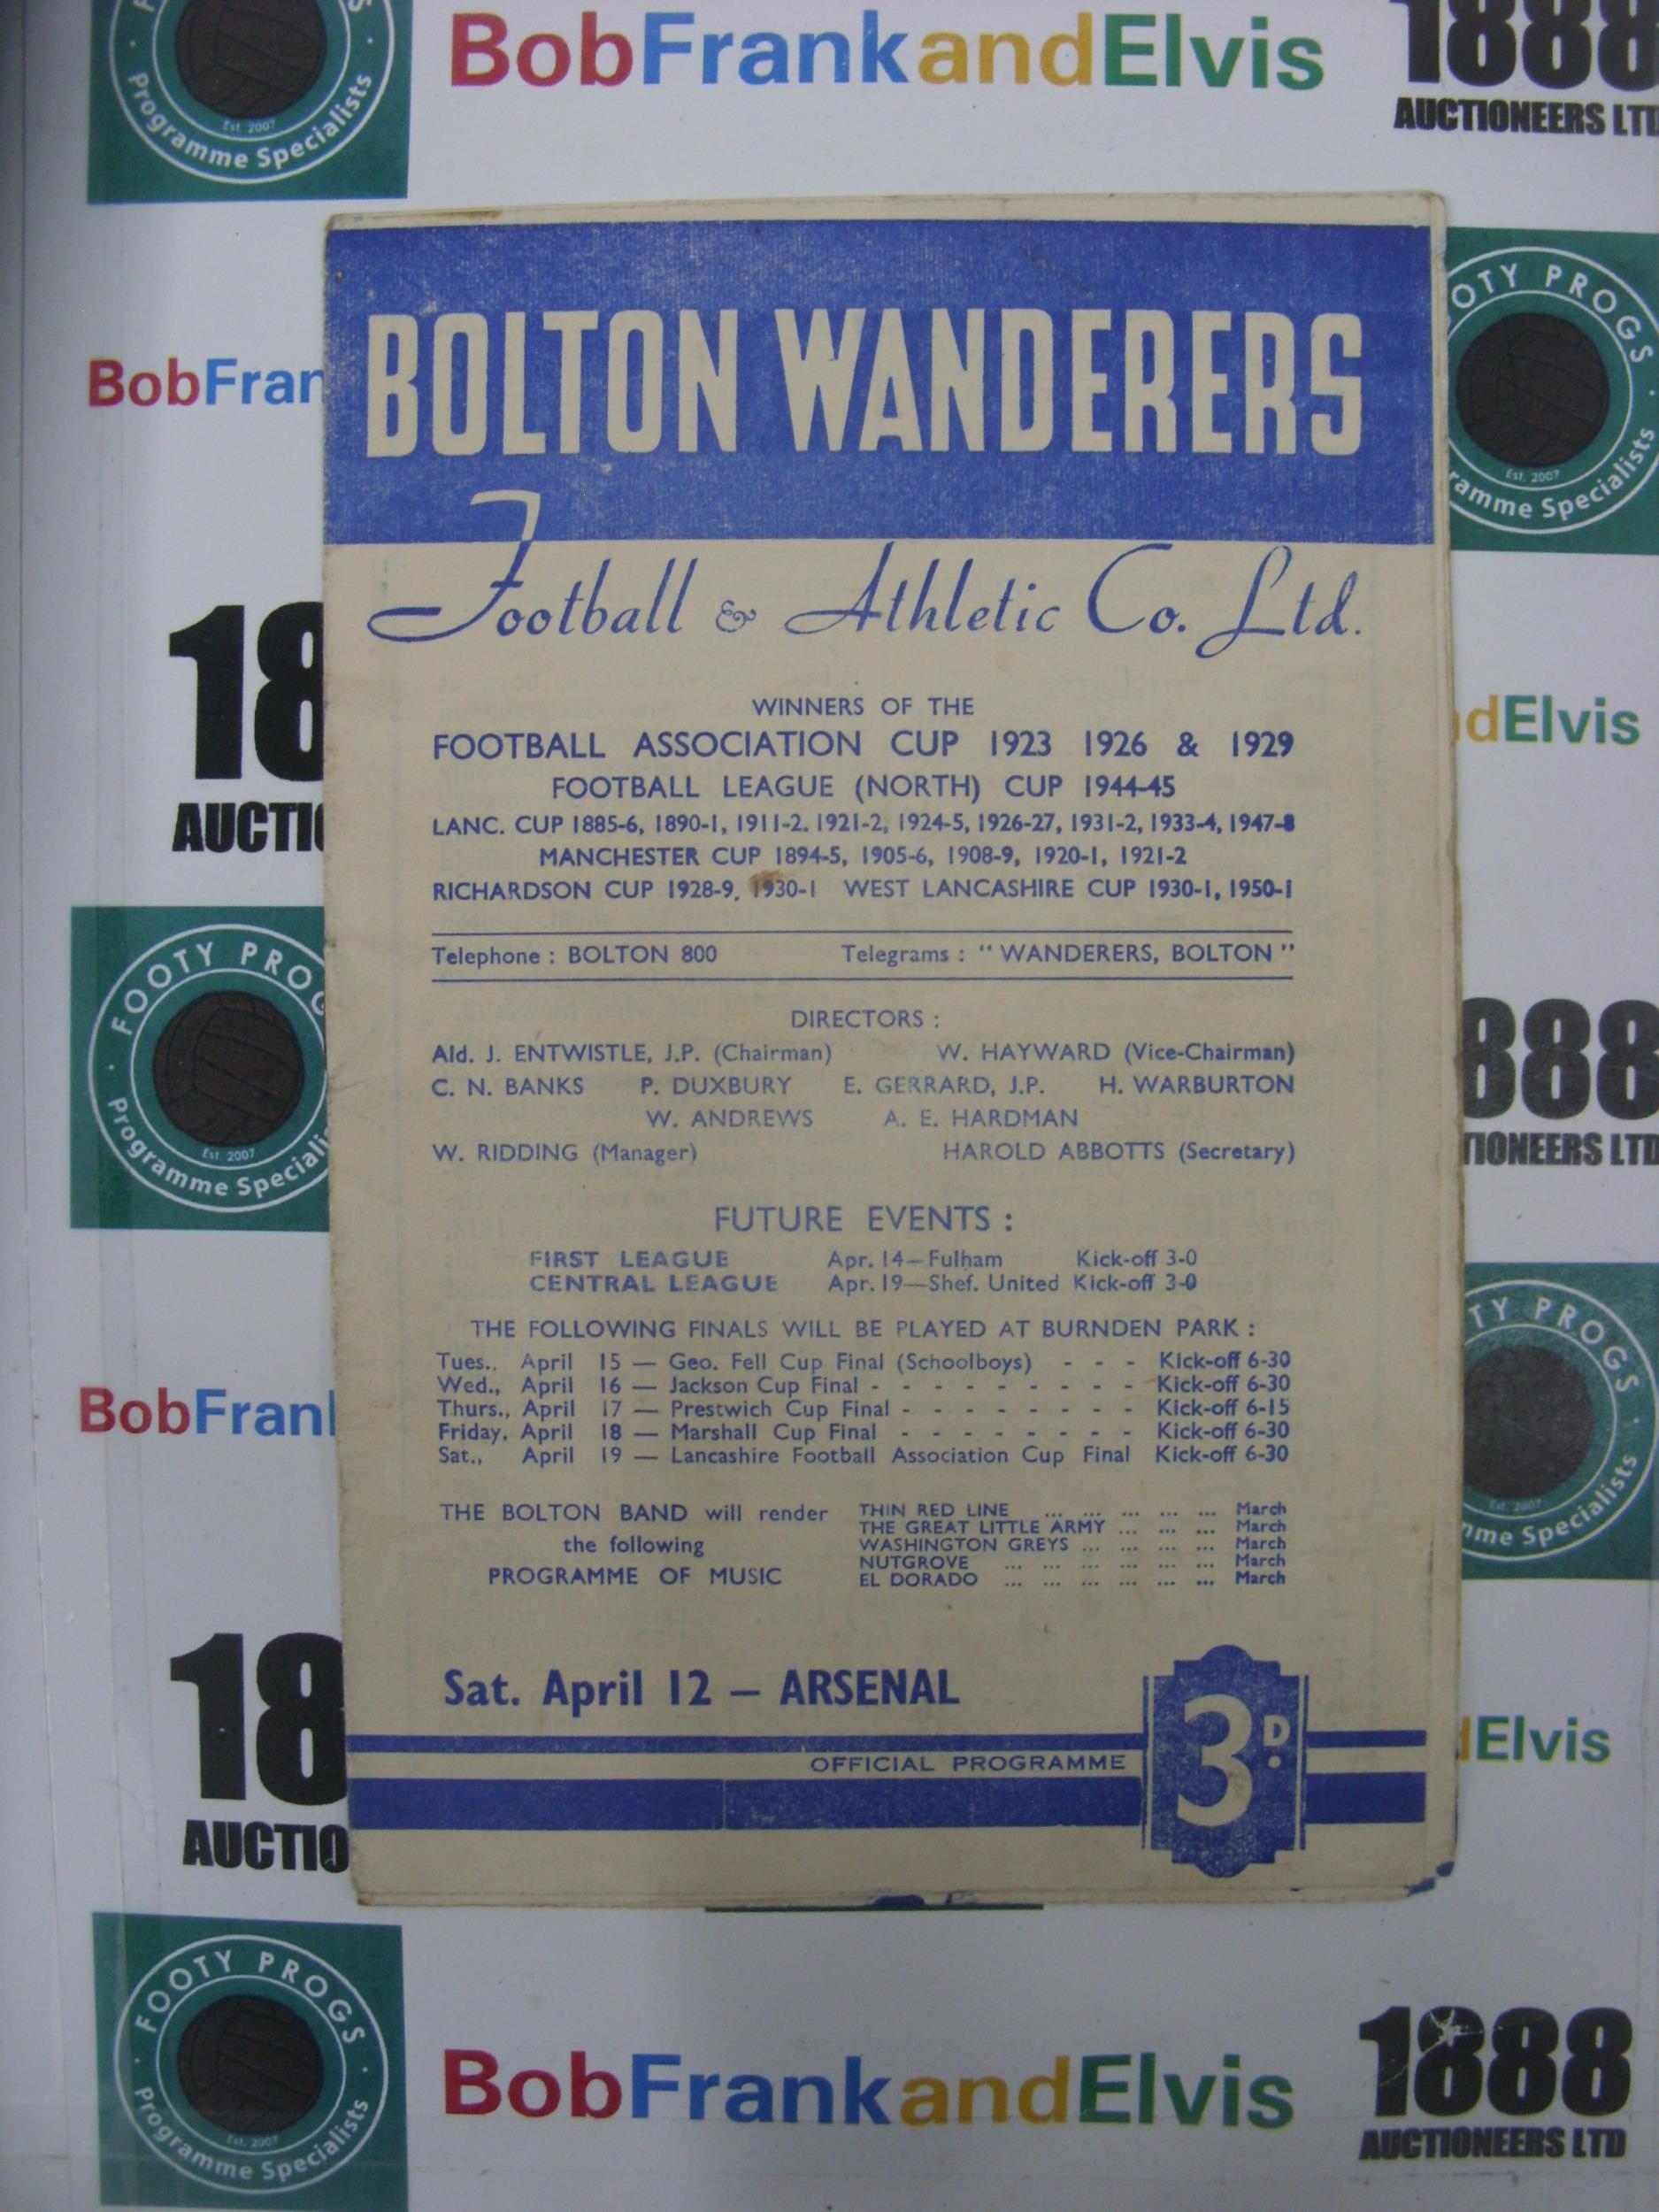 Programme Specialists
Est. 2007
BobFrankandElvis
1888
AUCTIONEERS LTD
BOLTON WANDERERS
Football & Athletic Co. Ltd.
WINNERS OF THE
FOOTBALL ASSOCIATION CUP 1923 1926 & 1929
FOOTBALL LEAGUE (NORTH) CUP 1944-45
LANC. CUP 1885-6, 1890-1, 1911-2. 1921-2, 1924-5, 1926-27, 1931-2, 1933-4, 1947-8
MANCHESTER CUP 1894-5, 1905-6, 1908-9, 1920-1, 1921-2
RICHARDSON CUP 1928-9, 1930-1 WEST LANCASHIRE CUP 1930-1, 1950-1
Telephone : BOLTON 800 Telegrams : “ WANDERERS, BOLTON ”
DIRECTORS :
Ald. J. ENTWISTLE, J.P. (Chairman) W. HAYWARD (Vice-Chairman)
C. N. BANKS P. DUXBURY E. GERRARD, J.P. H. WARBURTON
W. ANDREWS A. E. HARDMAN
W. RIDDING (Manager) HAROLD ABBOTTS (Secretary)
FUTURE EVENTS :
FIRST LEAGUE Apr. 14—Fulham Kick-off 3-0
CENTRAL LEAGUE Apr. 19—Shef. United Kick-off 3-0
THE FOLLOWING FINALS WILL BE PLAYED AT BURNDEN PARK :
Tues., April 15 — Geo. Fell Cup Final (Schoolboys) - - - Kick-off 6-30
Wed., April 16 — Jackson Cup Final - - - - - - - - Kick-off 6-30
Thurs., April 17 — Prestwich Cup Final - - - - - - - - Kick-off 6-15
Friday, April 18 — Marshall Cup Final - - - - - - - - Kick-off 6-30
Sat., April 19 — Lancashire Football Association Cup Final Kick-off 6-30
THE BOLTON BAND will render
the following
PROGRAMME OF MUSIC
THIN RED LINE ... ... ... ... ... March
THE GREAT LITTLE ARMY ... ... ... March
WASHINGTON GREYS ... ... ... ... March
NUTGROVE ... ... ... ... ... ... March
EL DORADO ... ... ... ... ... ... March
Sat. April 12 — ARSENAL
OFFICIAL PROGRAMME
3D.
FOOTY PROGS
Programme Specialists
Est. 2007
BobFrankandElvis
1888
AUCTIONEERS LTD